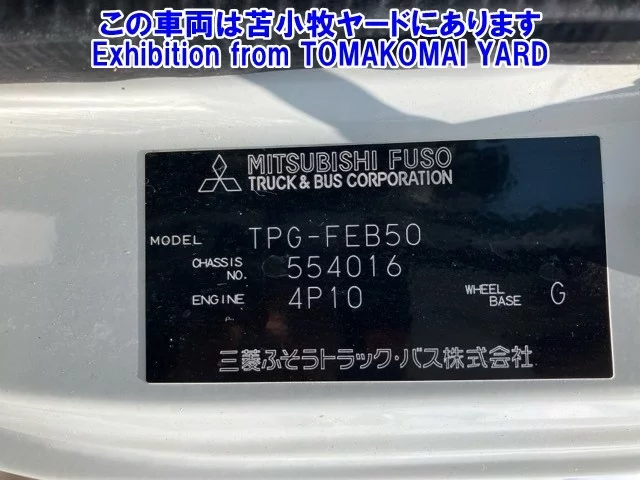 この車両は苫小牧ヤードにあります
Exhibition from TOMAKOMAI YARD
MITSUBISHI FUSO
TRUCK & BUS CORPORATION
MODEL TPG-FEB50
CHASSIS NO. 554016
ENGINE 4P10 WHEEL BASE G
三菱ふそうトラック・バス株式会社